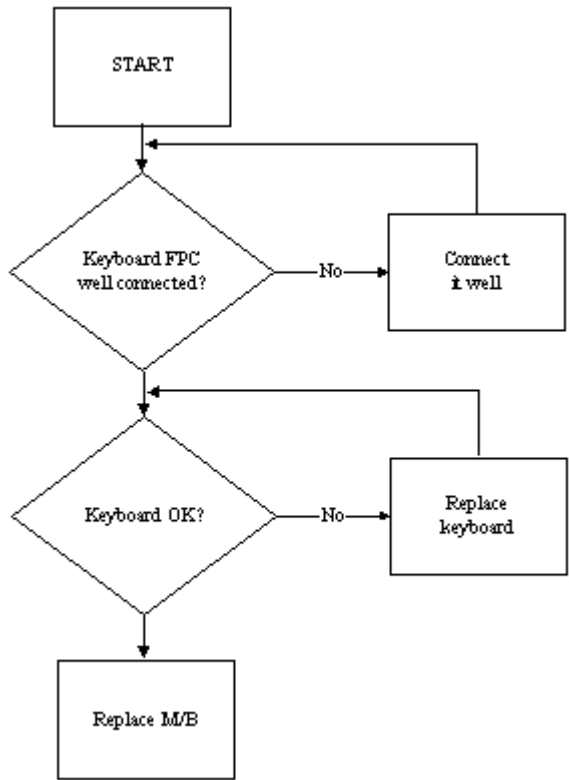 START
Keyboard FPC
well connected?
No
Connect
it well
Keyboard OK?
No
Replace
keyboard
Replace M/B